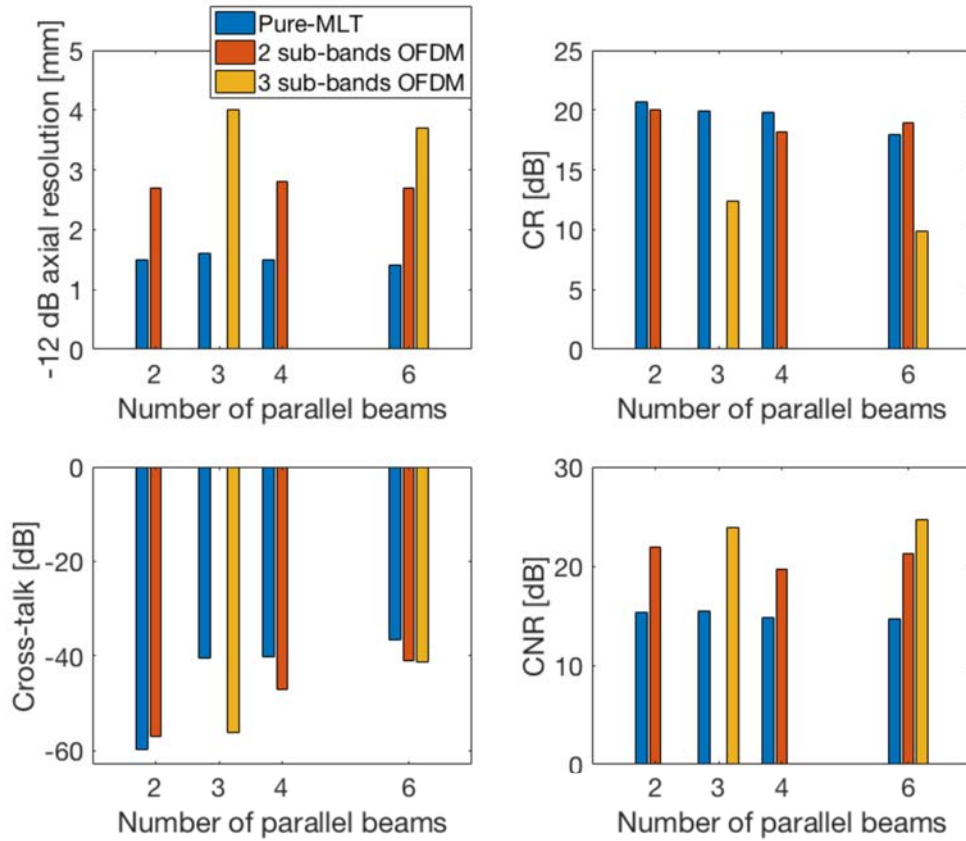 Pure-MLT
2 sub-bands OFDM
3 sub-bands OFDM
-12 dB axial resolution [mm]
5
4
3
2
1
0
2 3 4 6
Number of parallel beams
CR [dB]
25
20
15
10
5
0
2 3 4 6
Number of parallel beams
Cross-talk [dB]
0
-20
-40
-60
2 3 4 6
Number of parallel beams
CNR [dB]
30
20
10
0
2 3 4 6
Number of parallel beams